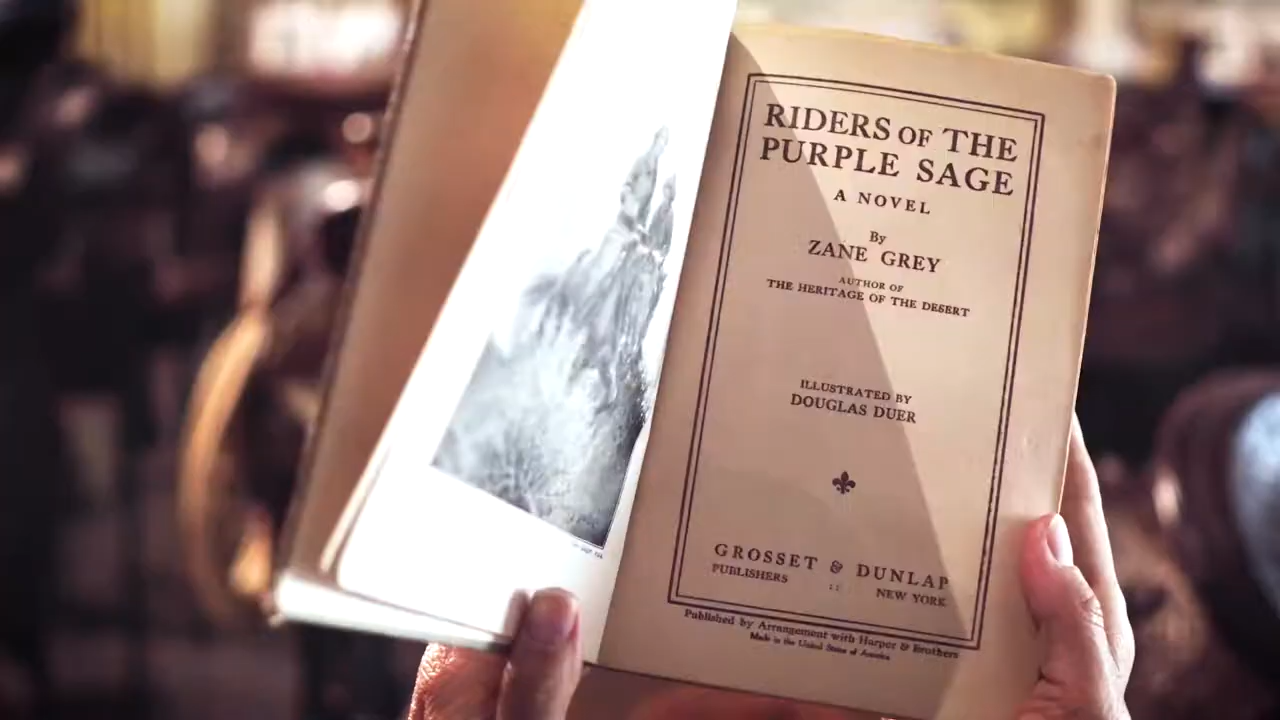 RIDERS OF THE
PURPLE SAGE
A NOVEL
By
ZANE GREY
AUTHOR OF
THE HERITAGE OF THE DESERT
ILLUSTRATED BY
DOUGLAS DUER
GROSSET & DUNLAP
PUBLISHERS :: NEW YORK
Published by Arrangement with Harper & Brothers
Made in the United States of America